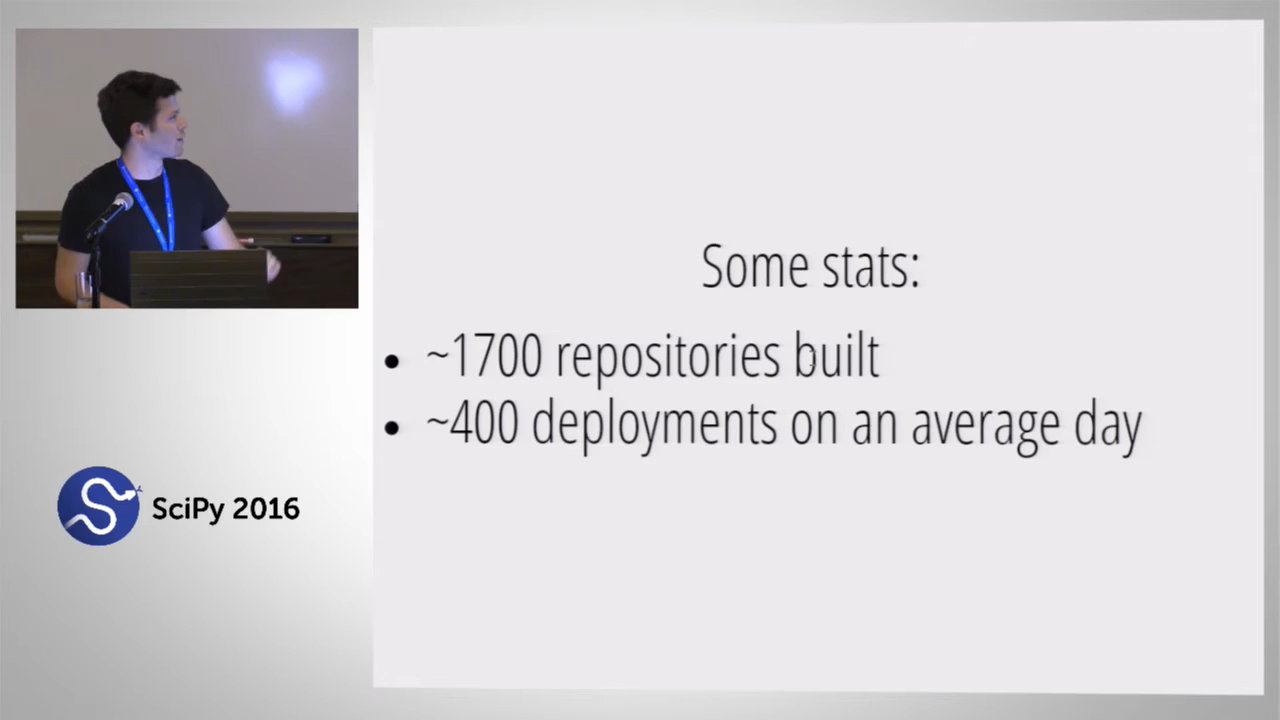 Some stats:
• ~1700 repositories built
• ~400 deployments on an average day
SciPy 2016